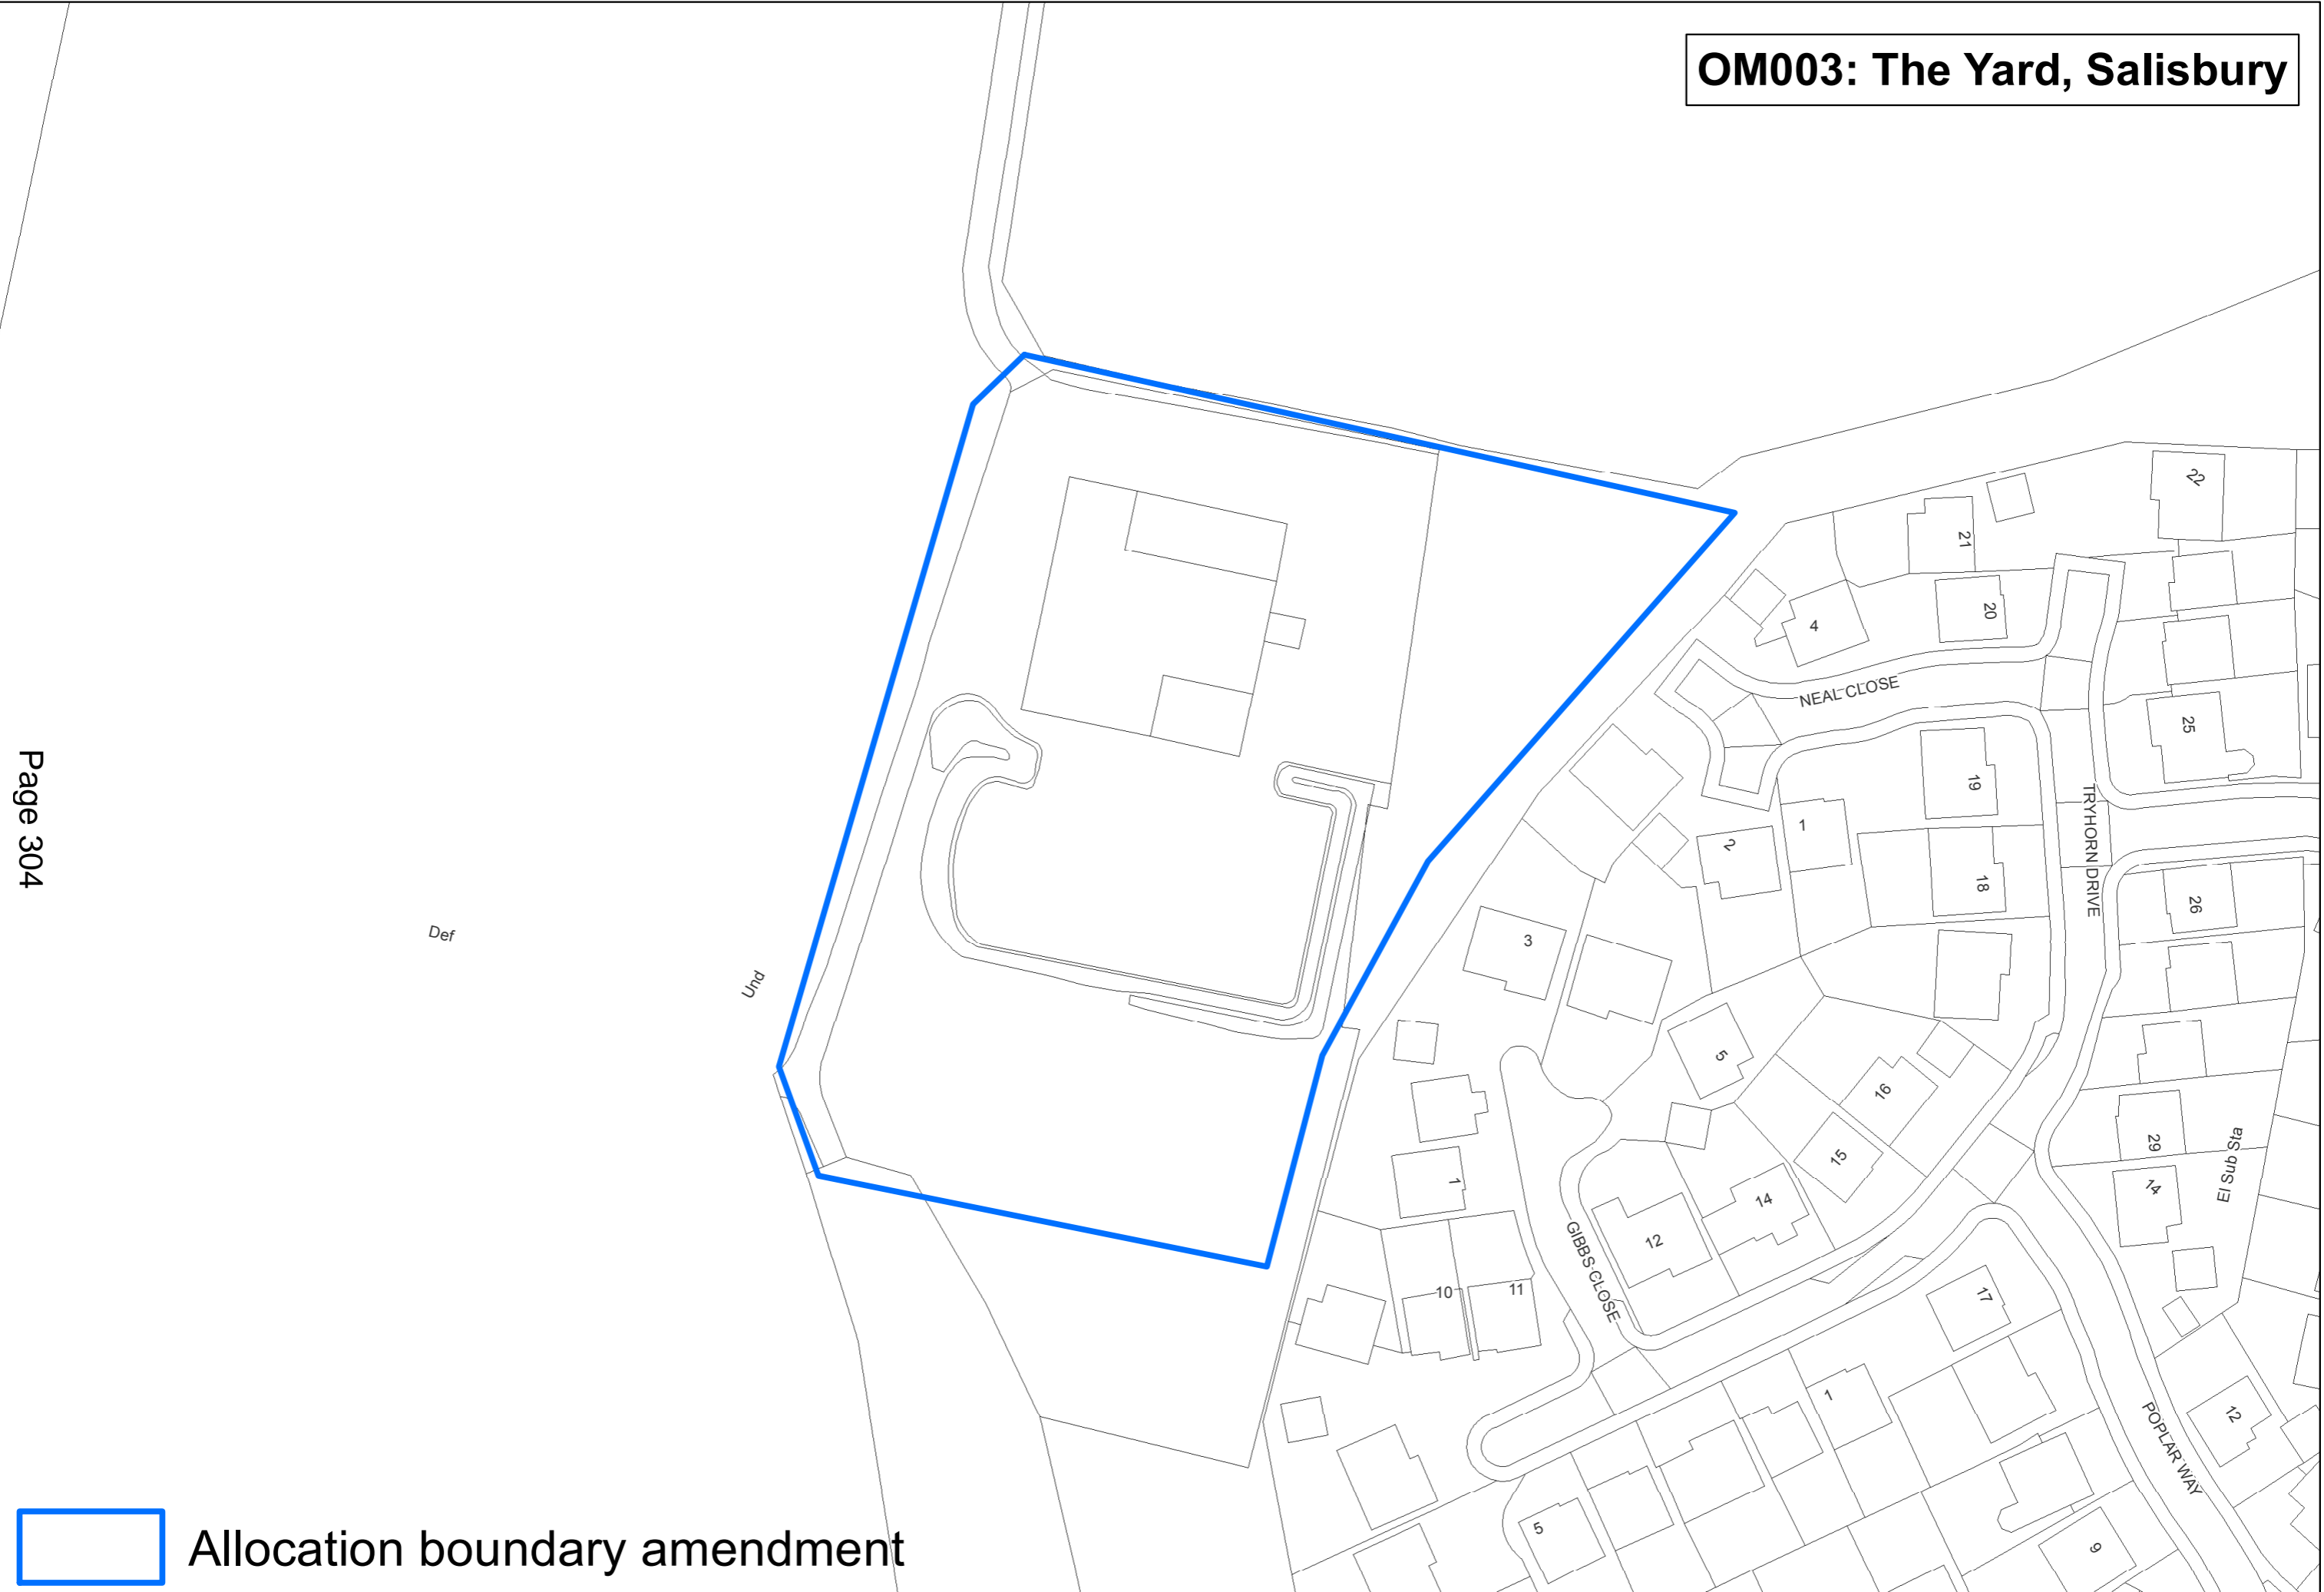 OM003: The Yard, Salisbury
22
21
20
4
NEAL CLOSE
25
19
TRYHORN DRIVE
1
2
18
26
Page 304
Def
Und
3
5
16
15
29
El Sub Sta
14
1
14
12
GIBBS CLOSE
10
11
17
1
12
POPLAR WAY
5
9
Allocation boundary amendment